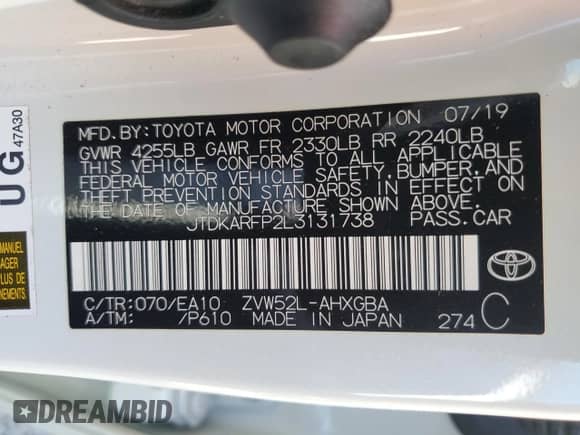 MFD.BY:TOYOTA MOTOR CORPORATION 07/19
GVWR 4255LB GAWR FR 2330LB RR 2240LB
THIS VEHICLE CONFORMS TO ALL APPLICABLE
FEDERAL MOTOR VEHICLE SAFETY,BUMPER,AND
THEFT PREVENTION STANDARDS IN EFFECT ON
THE DATE OF MANUFACTURE SHOWN ABOVE.
JTDKARFP2L3131738 PASS.CAR
C/TR:070/EA10 ZVW52L-AHXGBA
A/TM: /P610 MADE IN JAPAN 274 C
UG
47A30
MANUEL
DREAMBID